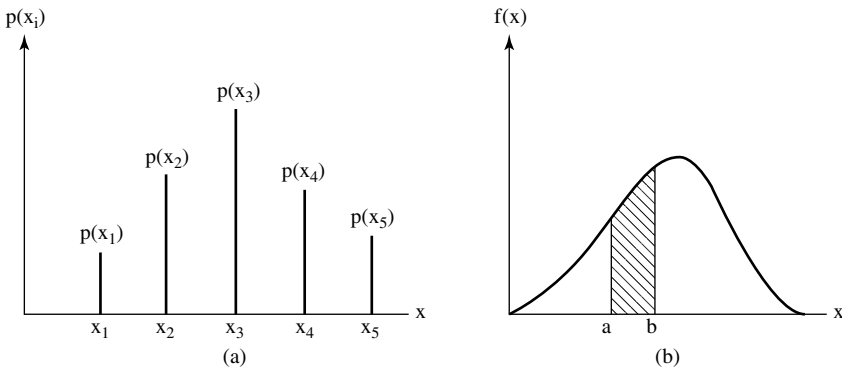 p(xᵢ)
p(x₁)
p(x₂)
p(x₃)
p(x₄)
p(x₅)
x₁ x₂ x₃ x₄ x₅ x
(a)
f(x)
a b x
(b)